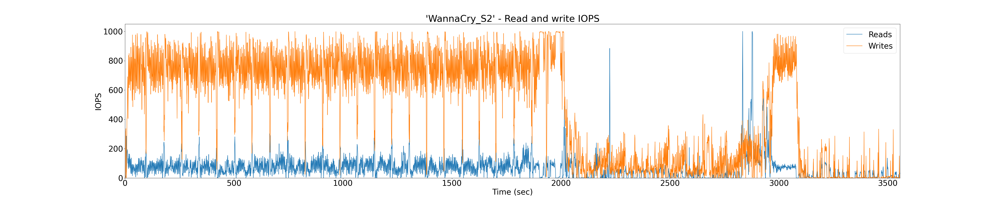 'WannaCry_S2' - Read and write IOPS
1000
800
600
400
200
0
IOPS
Reads
Writes
0 500 1000 1500 2000 2500 3000 3500
Time (sec)